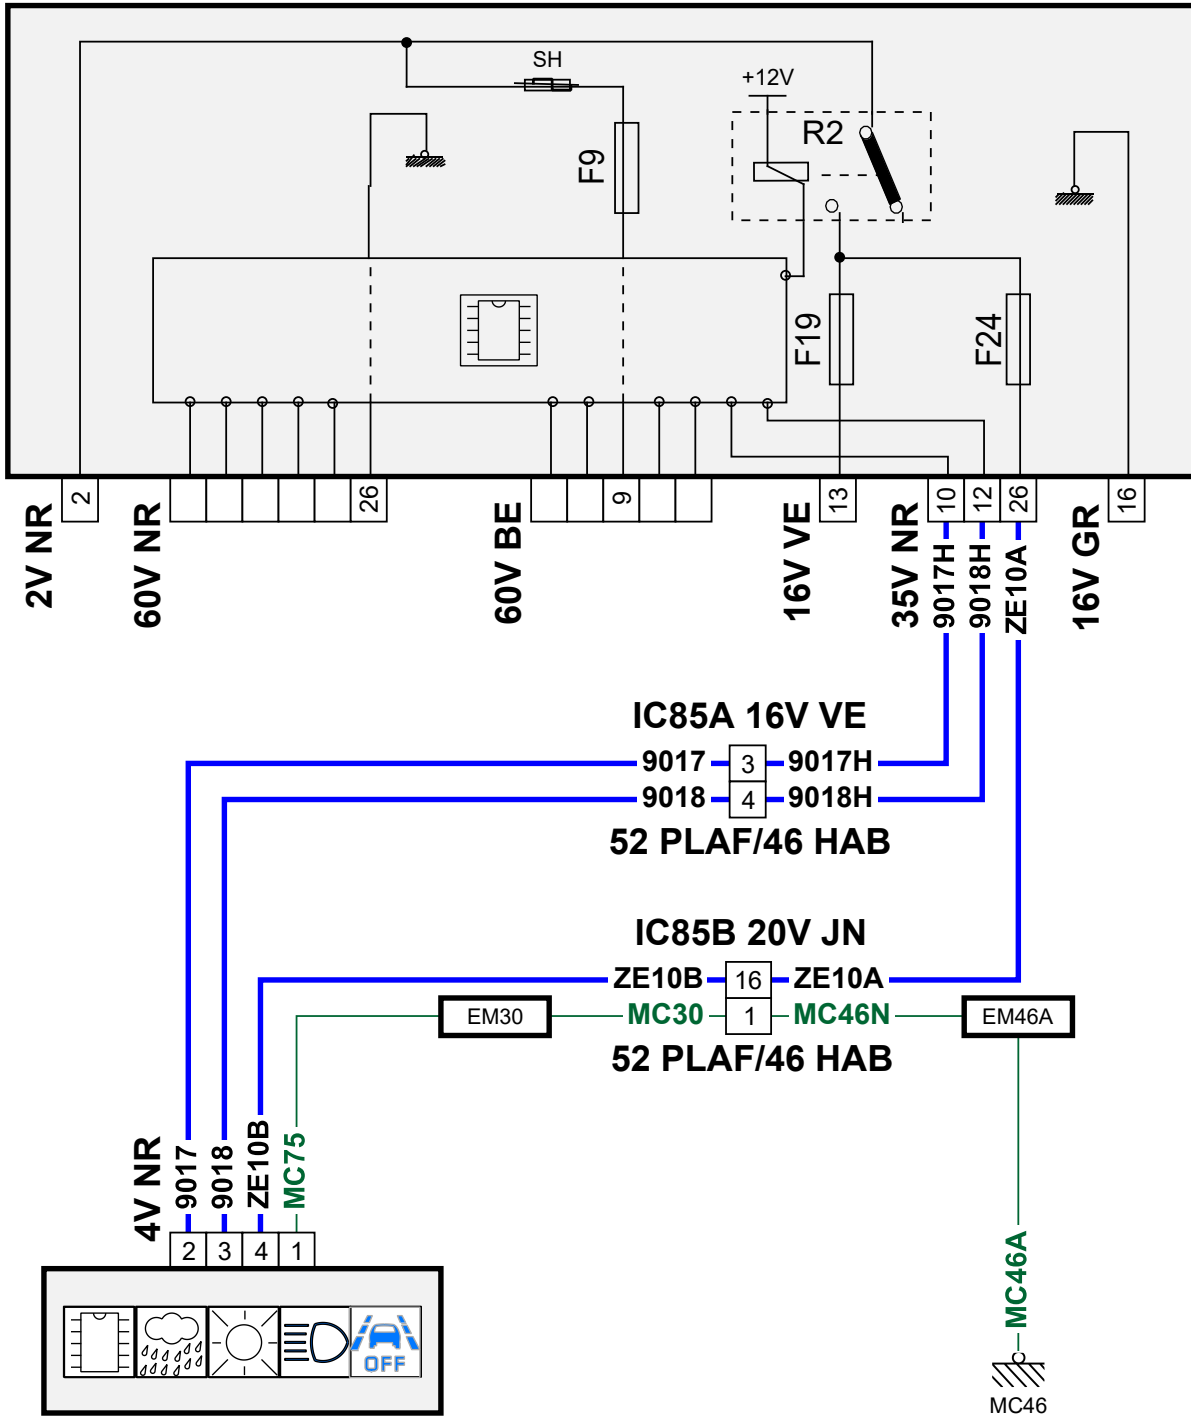 SH
+12V
R2
F9
F19
F24
2
26
9
13
10
12
26
16
2V NR
60V NR
60V BE
16V VE
35V NR
16V GR
9017H
9018H
ZE10A
IC85A 16V VE
9017 3 9017H
9018 4 9018H
52 PLAF/46 HAB
IC85B 20V JN
ZE10B 16 ZE10A
EM30 MC30 1 MC46N EM46A
52 PLAF/46 HAB
4V NR
9017
9018
ZE10B
MC75
2 3 4 1
MC46A
OFF
MC46